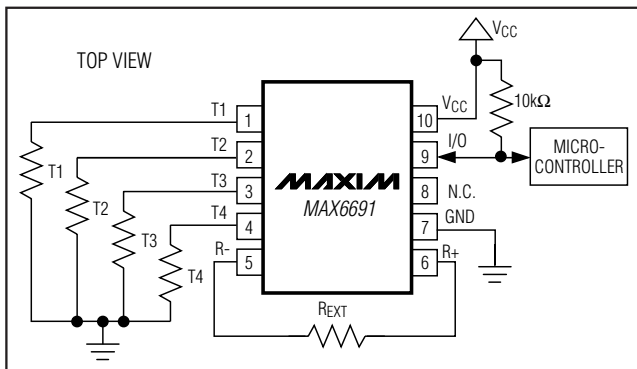 TOP VIEW
VCC
10kΩ
T1
1
T2
2
T3
3
T4
4
R-
5
MAXIM
MAX6691
VCC
10
I/O
9
8
N.C.
7
GND
6
R+
MICRO-
CONTROLLER
T1
T2
T3
T4
REXT